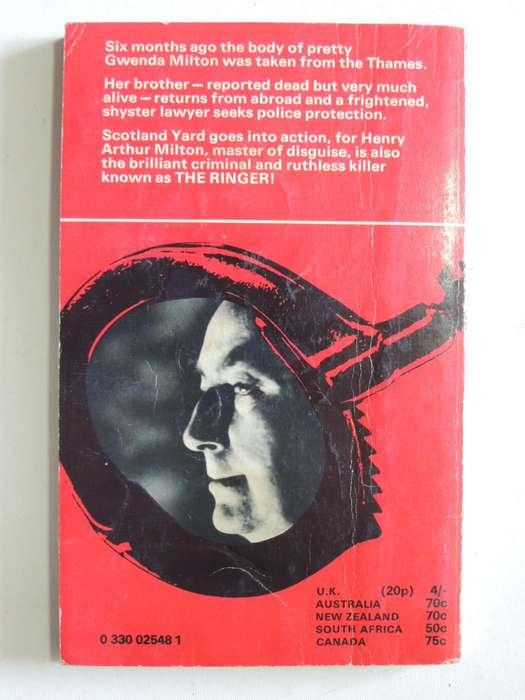 Six months ago the body of pretty
Gwenda Milton was taken from the Thames.
Her brother — reported dead but very much
alive — returns from abroad and a frightened,
shyster lawyer seeks police protection.
Scotland Yard goes into action, for Henry
Arthur Milton, master of disguise, is also
the brilliant criminal and ruthless killer
known as THE RINGER!
U.K. (20p) 4/-
AUSTRALIA 70c
NEW ZEALAND 70c
SOUTH AFRICA 50c
CANADA 75c
0 330 02548 1